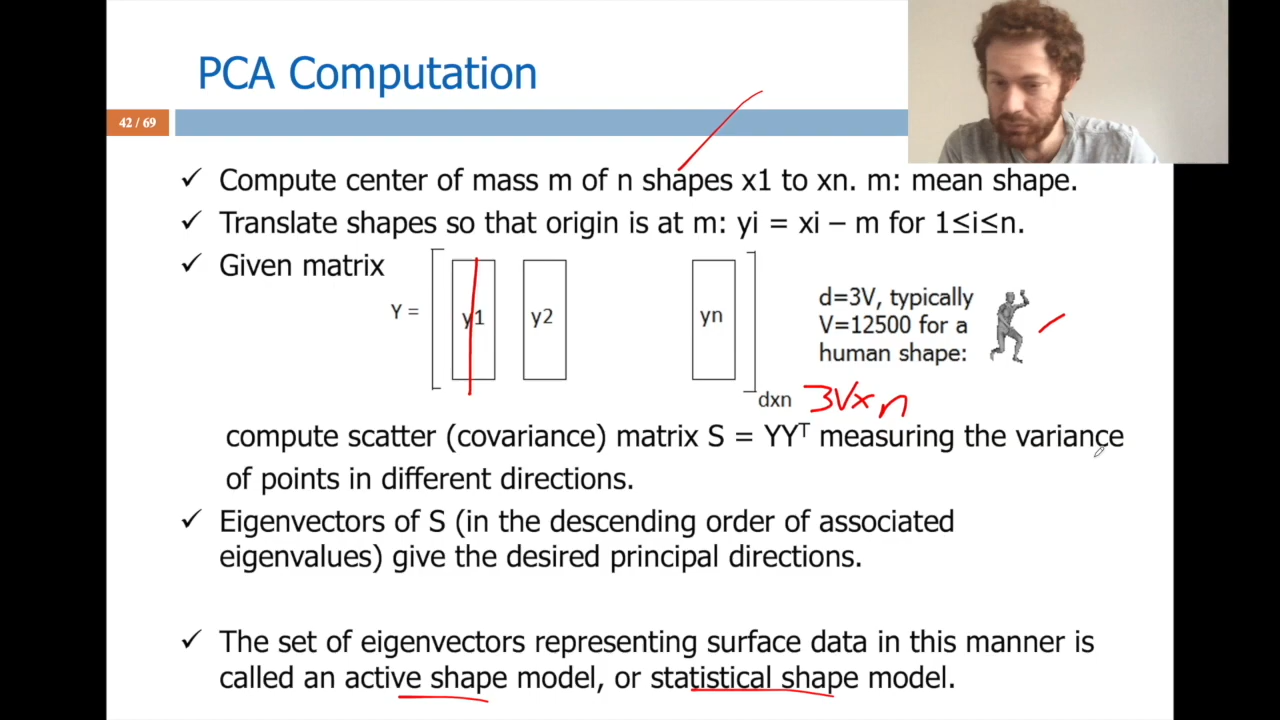 PCA Computation
42 / 69
✓ Compute center of mass m of n shapes x1 to xn. m: mean shape.
✓ Translate shapes so that origin is at m: yi = xi – m for 1≤i≤n.
✓ Given matrix
Y =
y1
y2
yn
dxn
3V x n
d=3V, typically
V=12500 for a
human shape:
compute scatter (covariance) matrix S = YYᵀ measuring the variance
of points in different directions.
✓ Eigenvectors of S (in the descending order of associated
eigenvalues) give the desired principal directions.
✓ The set of eigenvectors representing surface data in this manner is
called an active shape model, or statistical shape model.